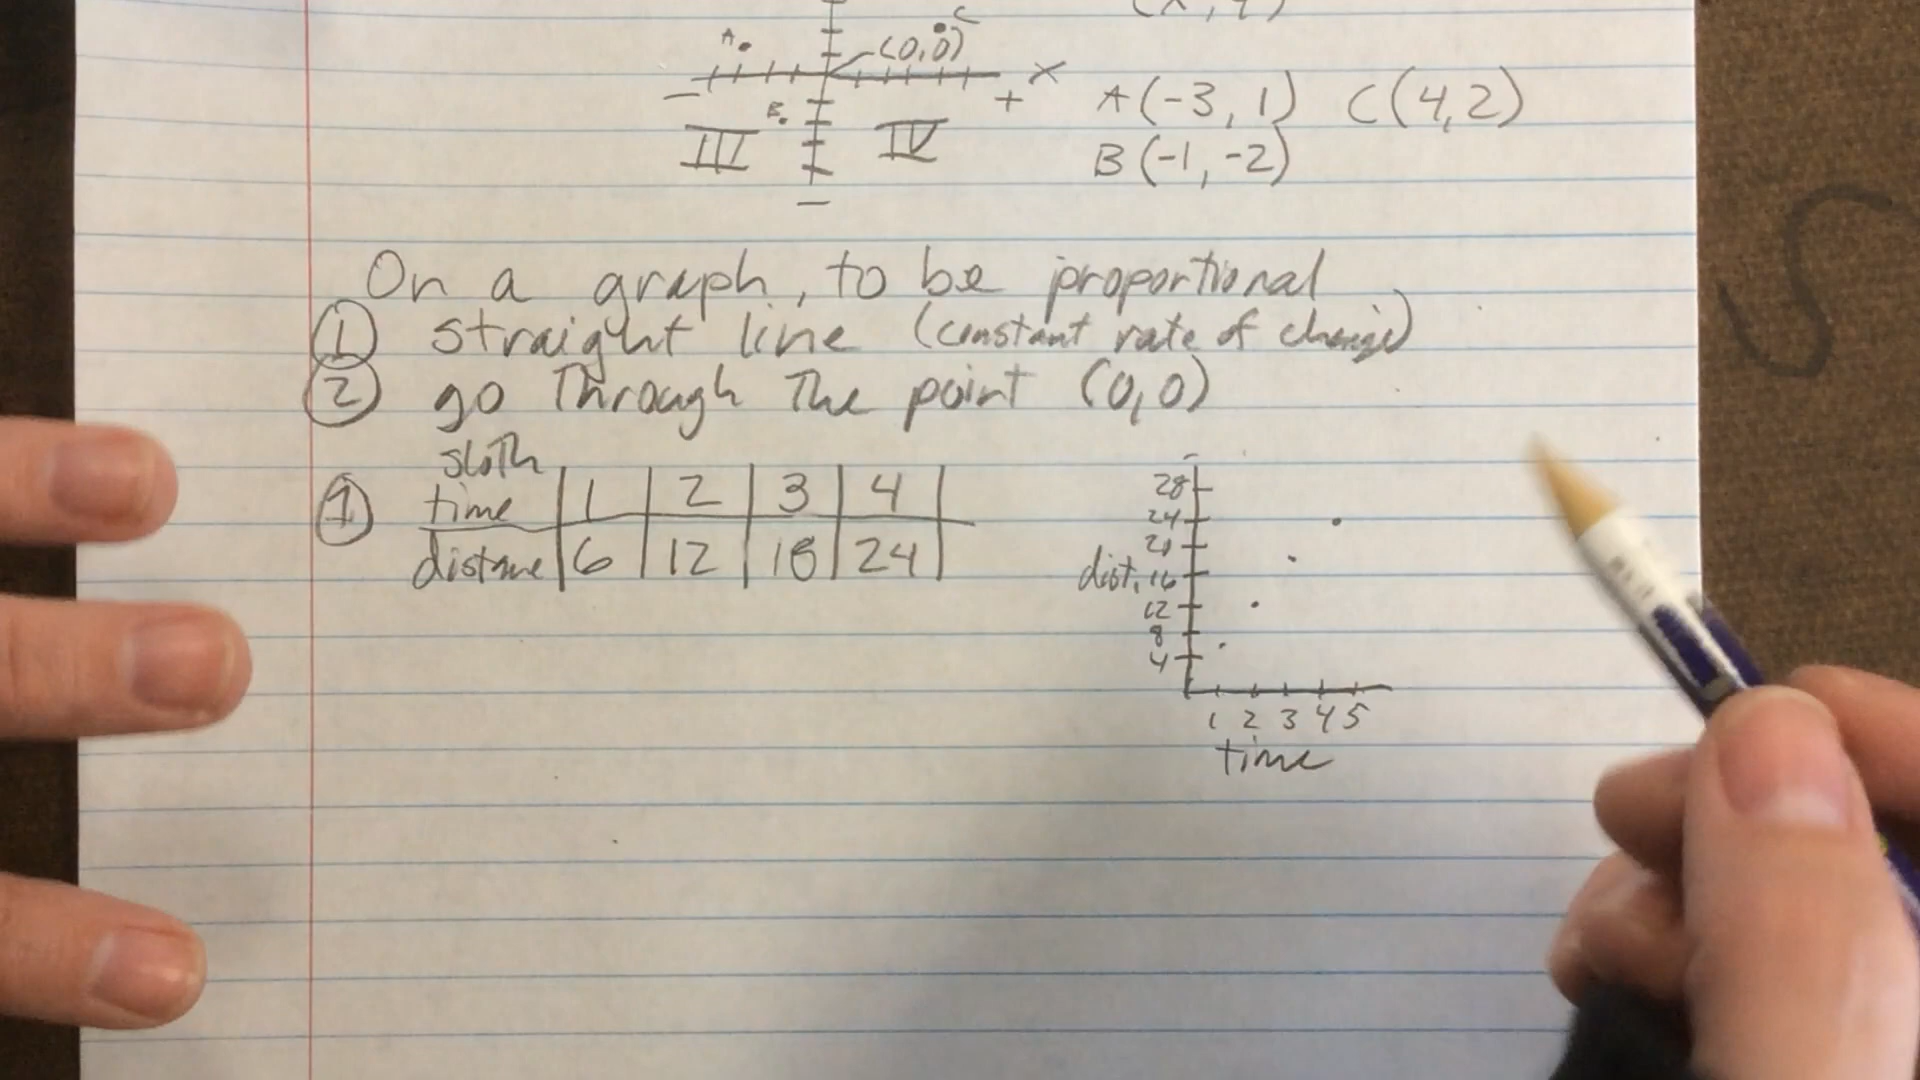 C
A.
(0,0)
X
- +
B.
III IV
-
A(-3, 1) C(4,2)
B(-1, -2)
On a graph, to be proportional
① straight line (constant rate of change)
② go Through The point (0,0)
sloth
① time 1 2 3 4
distane 6 12 18 24
28
24
20
dist. 16
12
8
4
1 2 3 4 5
time